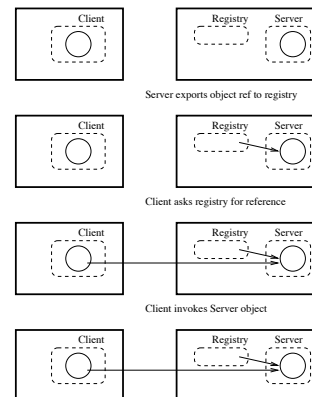 Client Registry Server
Server exports object ref to registry
Client Registry Server
Client asks registry for reference
Client Registry Server
Client invokes Server object
Client Registry Server